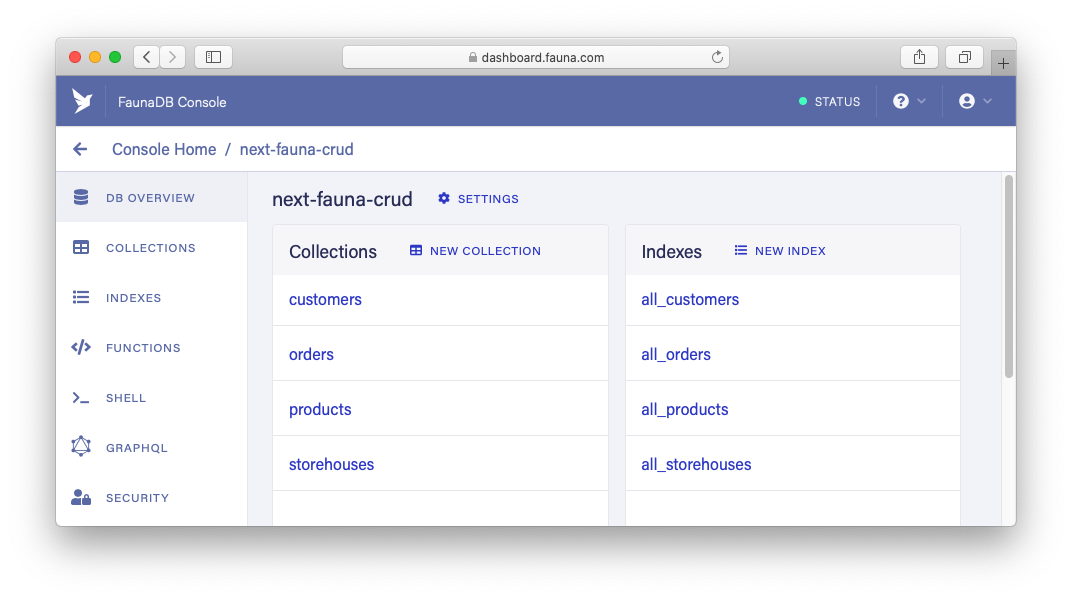 dashboard.fauna.com
FaunaDB Console
STATUS
Console Home / next-fauna-crud
DB OVERVIEW
COLLECTIONS
INDEXES
FUNCTIONS
SHELL
GRAPHQL
SECURITY
next-fauna-crud
SETTINGS
Collections
NEW COLLECTION
customers
orders
products
storehouses
Indexes
NEW INDEX
all_customers
all_orders
all_products
all_storehouses